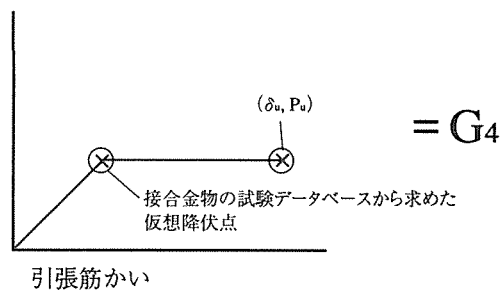 (δu, Pu)
= G4
接合金物の試験データベースから求めた
仮想降伏点
引張筋かい